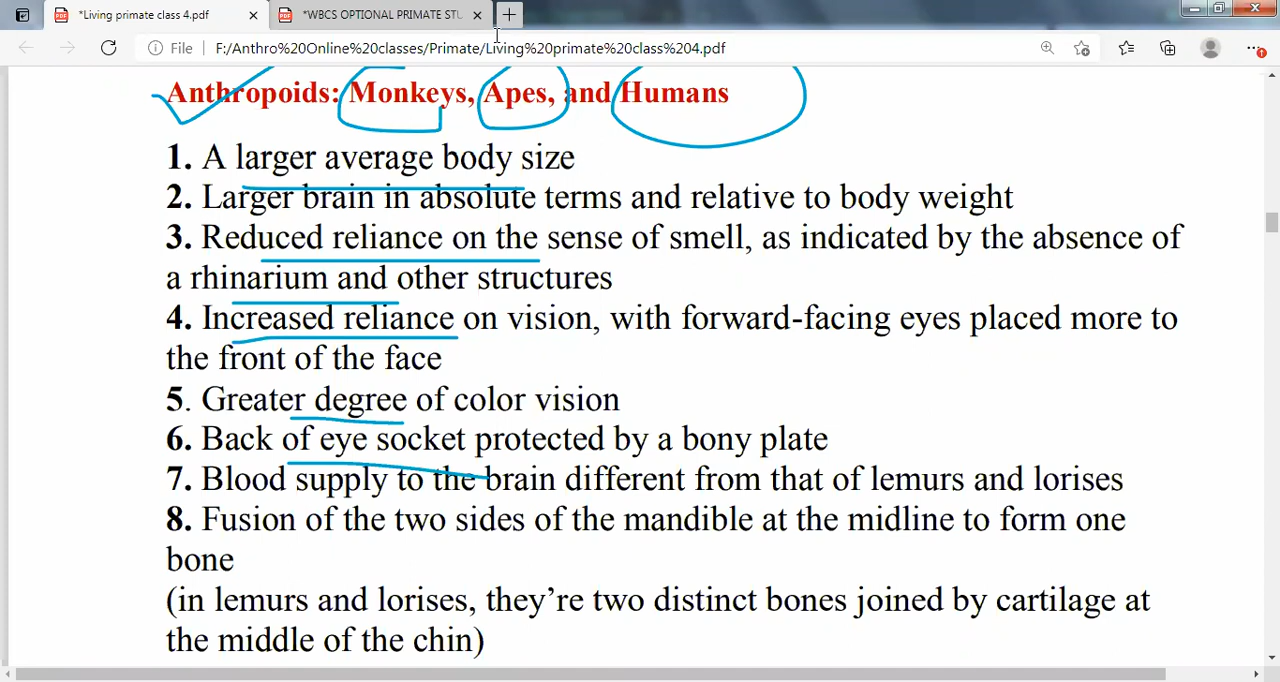 *Living primate class 4.pdf
*WBCS OPTIONAL PRIMATE STU
File F:/Anthro%20Online%20classes/Primate/Living%20primate%20class%204.pdf
Anthropoids: Monkeys, Apes, and Humans
1. A larger average body size
2. Larger brain in absolute terms and relative to body weight
3. Reduced reliance on the sense of smell, as indicated by the absence of
a rhinarium and other structures
4. Increased reliance on vision, with forward-facing eyes placed more to
the front of the face
5. Greater degree of color vision
6. Back of eye socket protected by a bony plate
7. Blood supply to the brain different from that of lemurs and lorises
8. Fusion of the two sides of the mandible at the midline to form one
bone
(in lemurs and lorises, they’re two distinct bones joined by cartilage at
the middle of the chin)